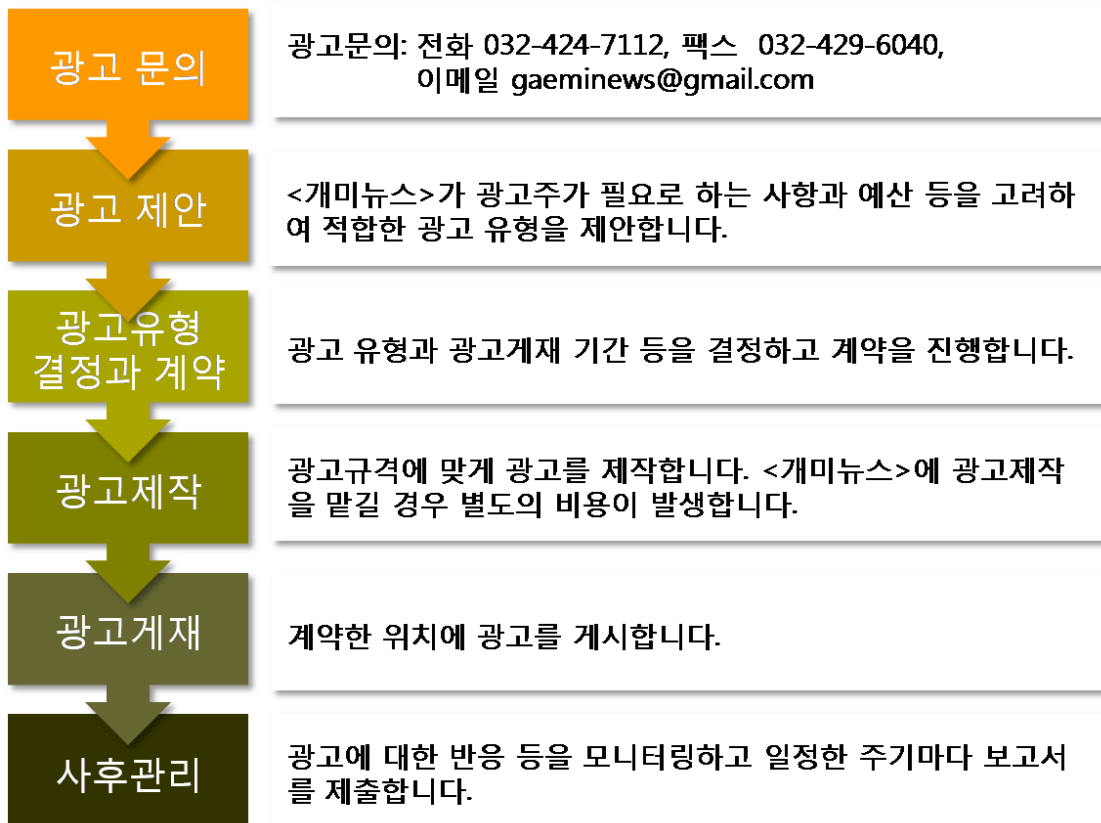 광고 문의
광고문의: 전화 032-424-7112, 팩스 032-429-6040,
이메일 gaeminews@gmail.com
광고 제안
<개미뉴스>가 광고주가 필요로 하는 사항과 예산 등을 고려하
여 적합한 광고 유형을 제안합니다.
광고유형
결정과 계약
광고 유형과 광고게재 기간 등을 결정하고 계약을 진행합니다.
광고제작
광고규격에 맞게 광고를 제작합니다. <개미뉴스>에 광고제작
을 맡길 경우 별도의 비용이 발생합니다.
광고게재
계약한 위치에 광고를 게시합니다.
사후관리
광고에 대한 반응 등을 모니터링하고 일정한 주기마다 보고서
를 제출합니다.